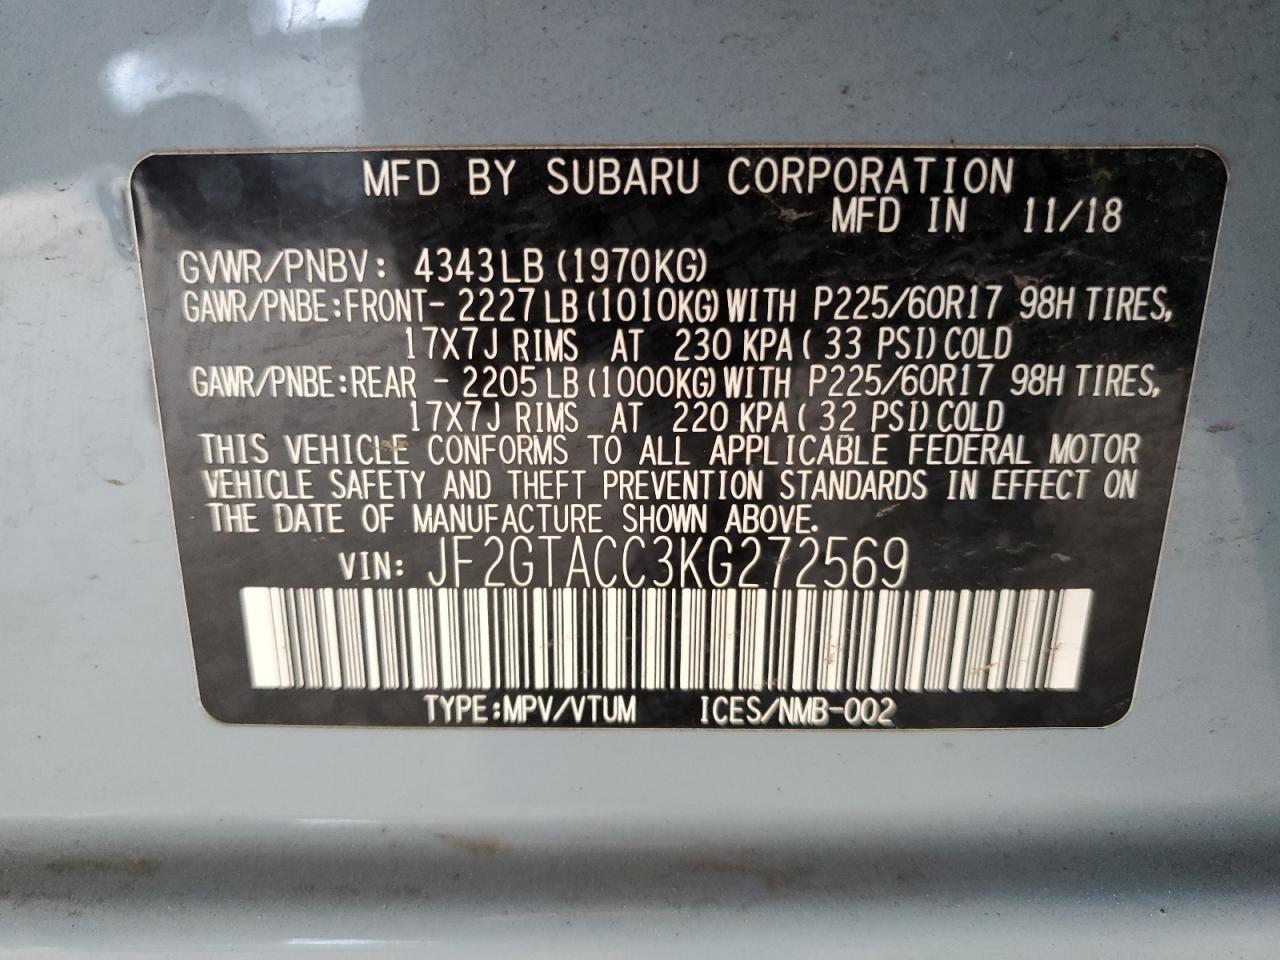 MFD BY SUBARU CORPORATION
MFD IN 11/18
GVWR/PNBV: 4343LB (1970KG)
GAWR/PNBE:FRONT- 2227LB (1010KG) WITH P225/60R17 98H TIRES,
17X7J RIMS AT 230 KPA ( 33 PSI) COLD
GAWR/PNBE:REAR - 2205LB (1000KG) WITH P225/60R17 98H TIRES,
17X7J RIMS AT 220 KPA ( 32 PSI) COLD
THIS VEHICLE CONFORMS TO ALL APPLICABLE FEDERAL MOTOR
VEHICLE SAFETY AND THEFT PREVENTION STANDARDS IN EFFECT ON
THE DATE OF MANUFACTURE SHOWN ABOVE.
VIN: JF2GTACC3KG272569
TYPE:MPV/VTUM ICES/NMB-002